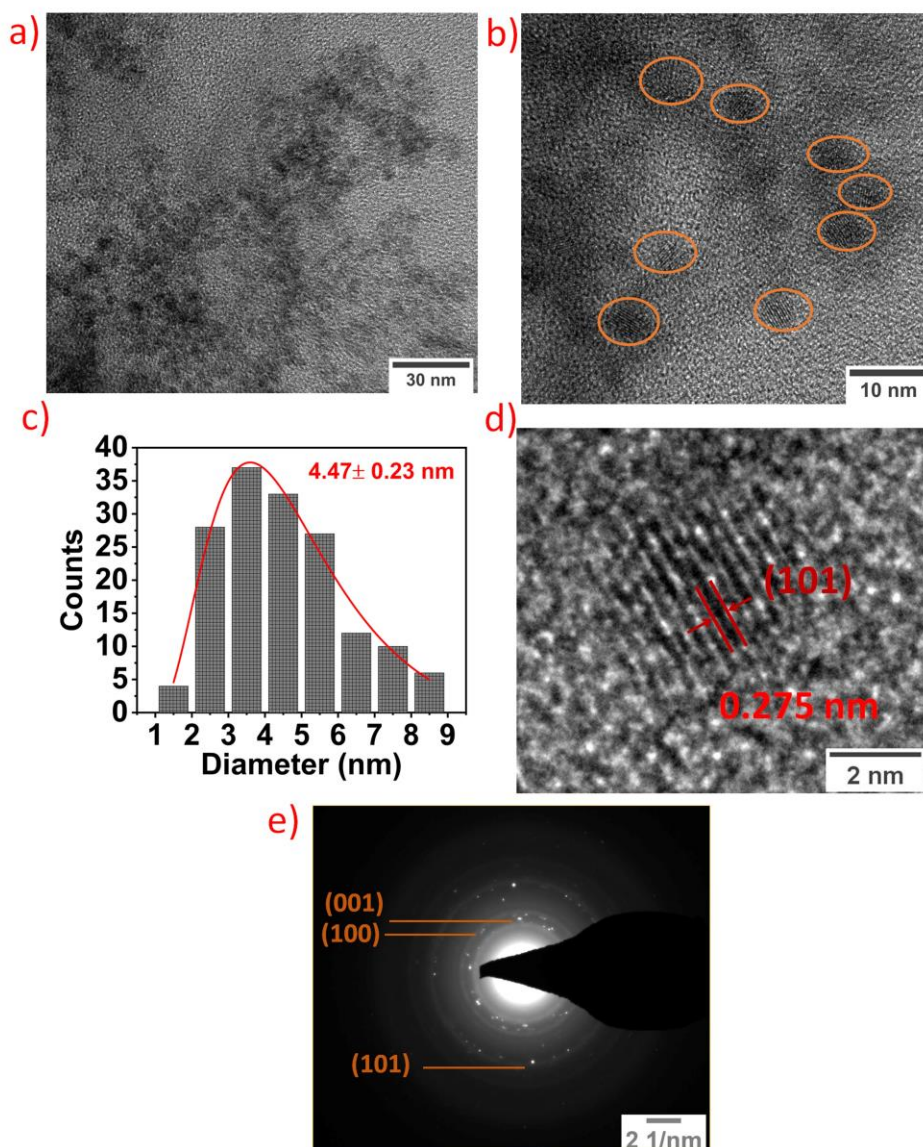 a)
30 nm
b)
10 nm
c)
40
35
30
25
20
15
10
5
0
Counts
4.47± 0.23 nm
1 2 3 4 5 6 7 8 9
Diameter (nm)
d)
(101)
0.275 nm
2 nm
e)
(001)
(100)
(101)
2 1/nm